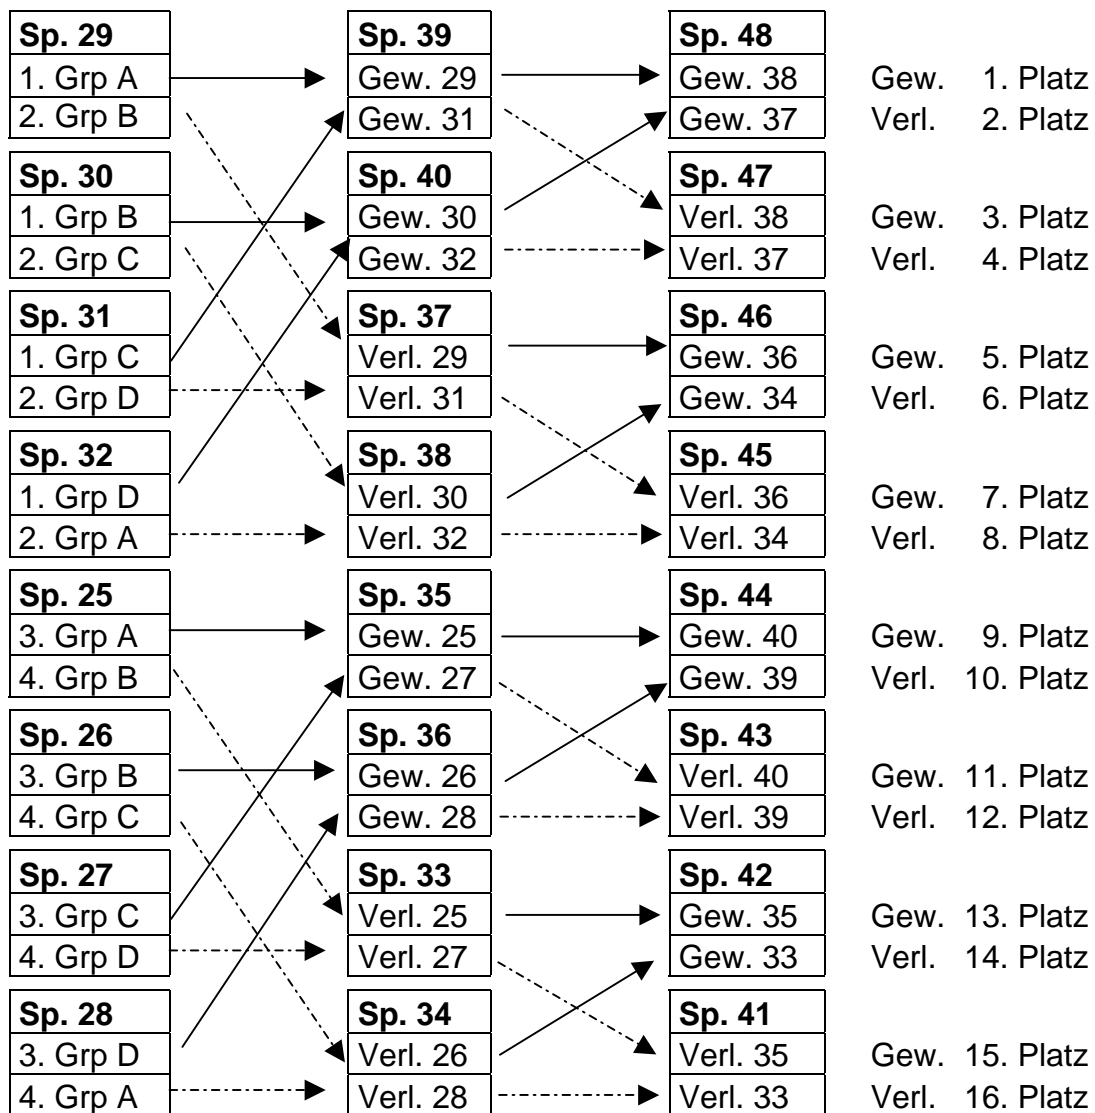 Sp. 29 Sp. 39 Sp. 48
1. Grp A Gew. 29 Gew. 38 Gew. 1. Platz
2. Grp B Gew. 31 Gew. 37 Verl. 2. Platz
Sp. 30 Sp. 40 Sp. 47
1. Grp B Gew. 30 Verl. 38 Gew. 3. Platz
2. Grp C Gew. 32 Verl. 37 Verl. 4. Platz
Sp. 31 Sp. 37 Sp. 46
1. Grp C Verl. 29 Gew. 36 Gew. 5. Platz
2. Grp D Verl. 31 Gew. 34 Verl. 6. Platz
Sp. 32 Sp. 38 Sp. 45
1. Grp D Verl. 30 Verl. 36 Gew. 7. Platz
2. Grp A Verl. 32 Verl. 34 Verl. 8. Platz
Sp. 25 Sp. 35 Sp. 44
3. Grp A Gew. 25 Gew. 40 Gew. 9. Platz
4. Grp B Gew. 27 Gew. 39 Verl. 10. Platz
Sp. 26 Sp. 36 Sp. 43
3. Grp B Gew. 26 Verl. 40 Gew. 11. Platz
4. Grp C Gew. 28 Verl. 39 Verl. 12. Platz
Sp. 27 Sp. 33 Sp. 42
3. Grp C Verl. 25 Gew. 35 Gew. 13. Platz
4. Grp D Verl. 27 Gew. 33 Verl. 14. Platz
Sp. 28 Sp. 34 Sp. 41
3. Grp D Verl. 26 Verl. 35 Gew. 15. Platz
4. Grp A Verl. 28 Verl. 33 Verl. 16. Platz